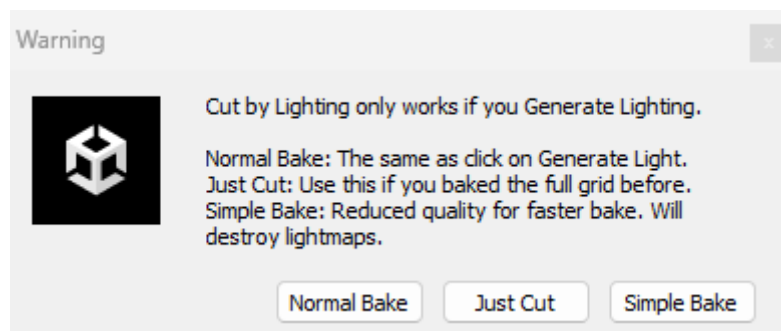 Warning
Cut by Lighting only works if you Generate Lighting.
Normal Bake: The same as click on Generate Light.
Just Cut: Use this if you baked the full grid before.
Simple Bake: Reduced quality for faster bake. Will
destroy lightmaps.
Normal Bake
Just Cut
Simple Bake